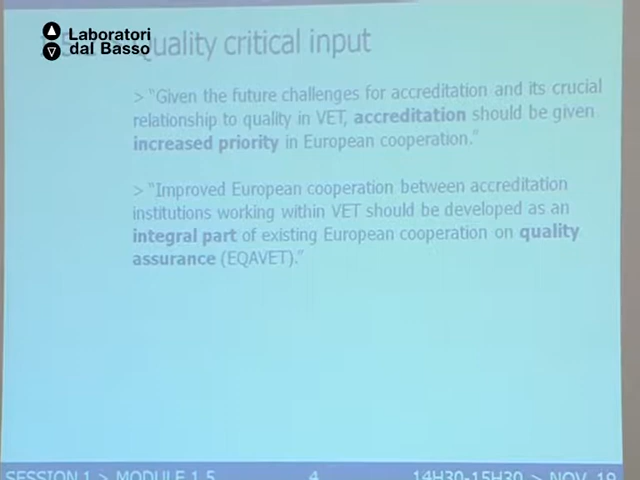 Laboratori
dal Basso
Quality critical input
> "Given the future challenges for accreditation and its crucial
relationship to quality in VET, accreditation should be given
increased priority in European cooperation."
> "Improved European cooperation between accreditation
institutions working within VET should be developed as an
integral part of existing European cooperation on quality
assurance (EQAVET)."
SESSION 1 > MODULE 1.5 4 14H30-15H30 > NOV. 19